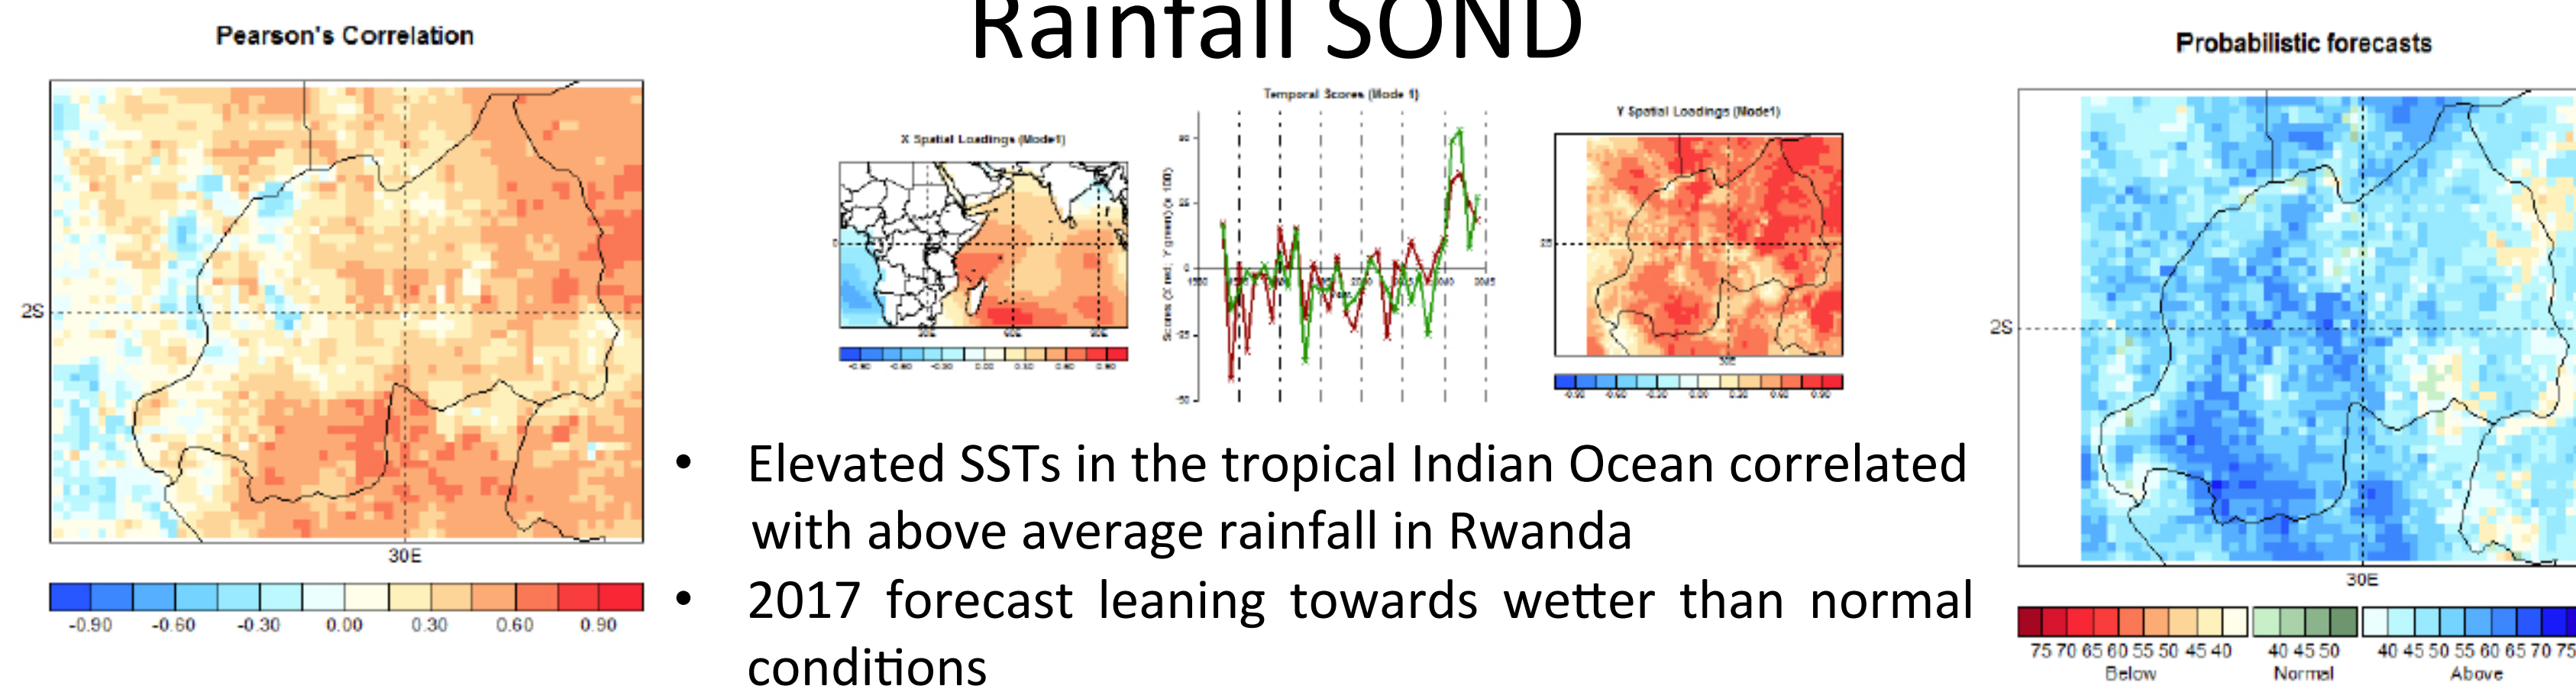 Rainfall SOND
Pearson's Correlation
2S
30E
-0.90 -0.60 -0.30 0.00 0.30 0.60 0.90
X Spatial Loadings (Mode1)
Temporal Scores (Mode 1)
Scores (X red; Y green) (x 100)
Y Spatial Loadings (Mode1)
• Elevated SSTs in the tropical Indian Ocean correlated
with above average rainfall in Rwanda
• 2017 forecast leaning towards wetter than normal
conditions
Probabilistic forecasts
2S
30E
75 70 65 60 55 50 45 40 40 45 50 40 45 50 55 60 65 70 75
Below Normal Above